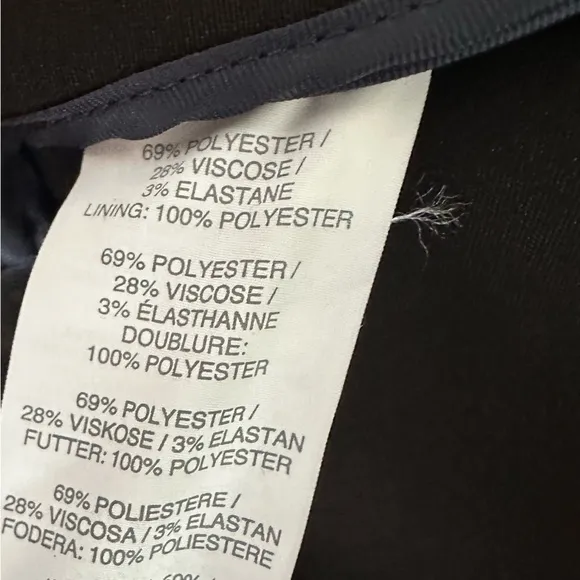 69% POLYESTER /
28% VISCOSE /
3% ELASTANE
LINING: 100% POLYESTER
69% POLYESTER /
28% VISCOSE /
3% ÉLASTHANNE
DOUBLURE:
100% POLYESTER
69% POLYESTER /
28% VISKOSE / 3% ELASTAN
FUTTER: 100% POLYESTER
69% POLIESTERE /
28% VISCOSA / 3% ELASTAN
FODERA: 100% POLIESTERE